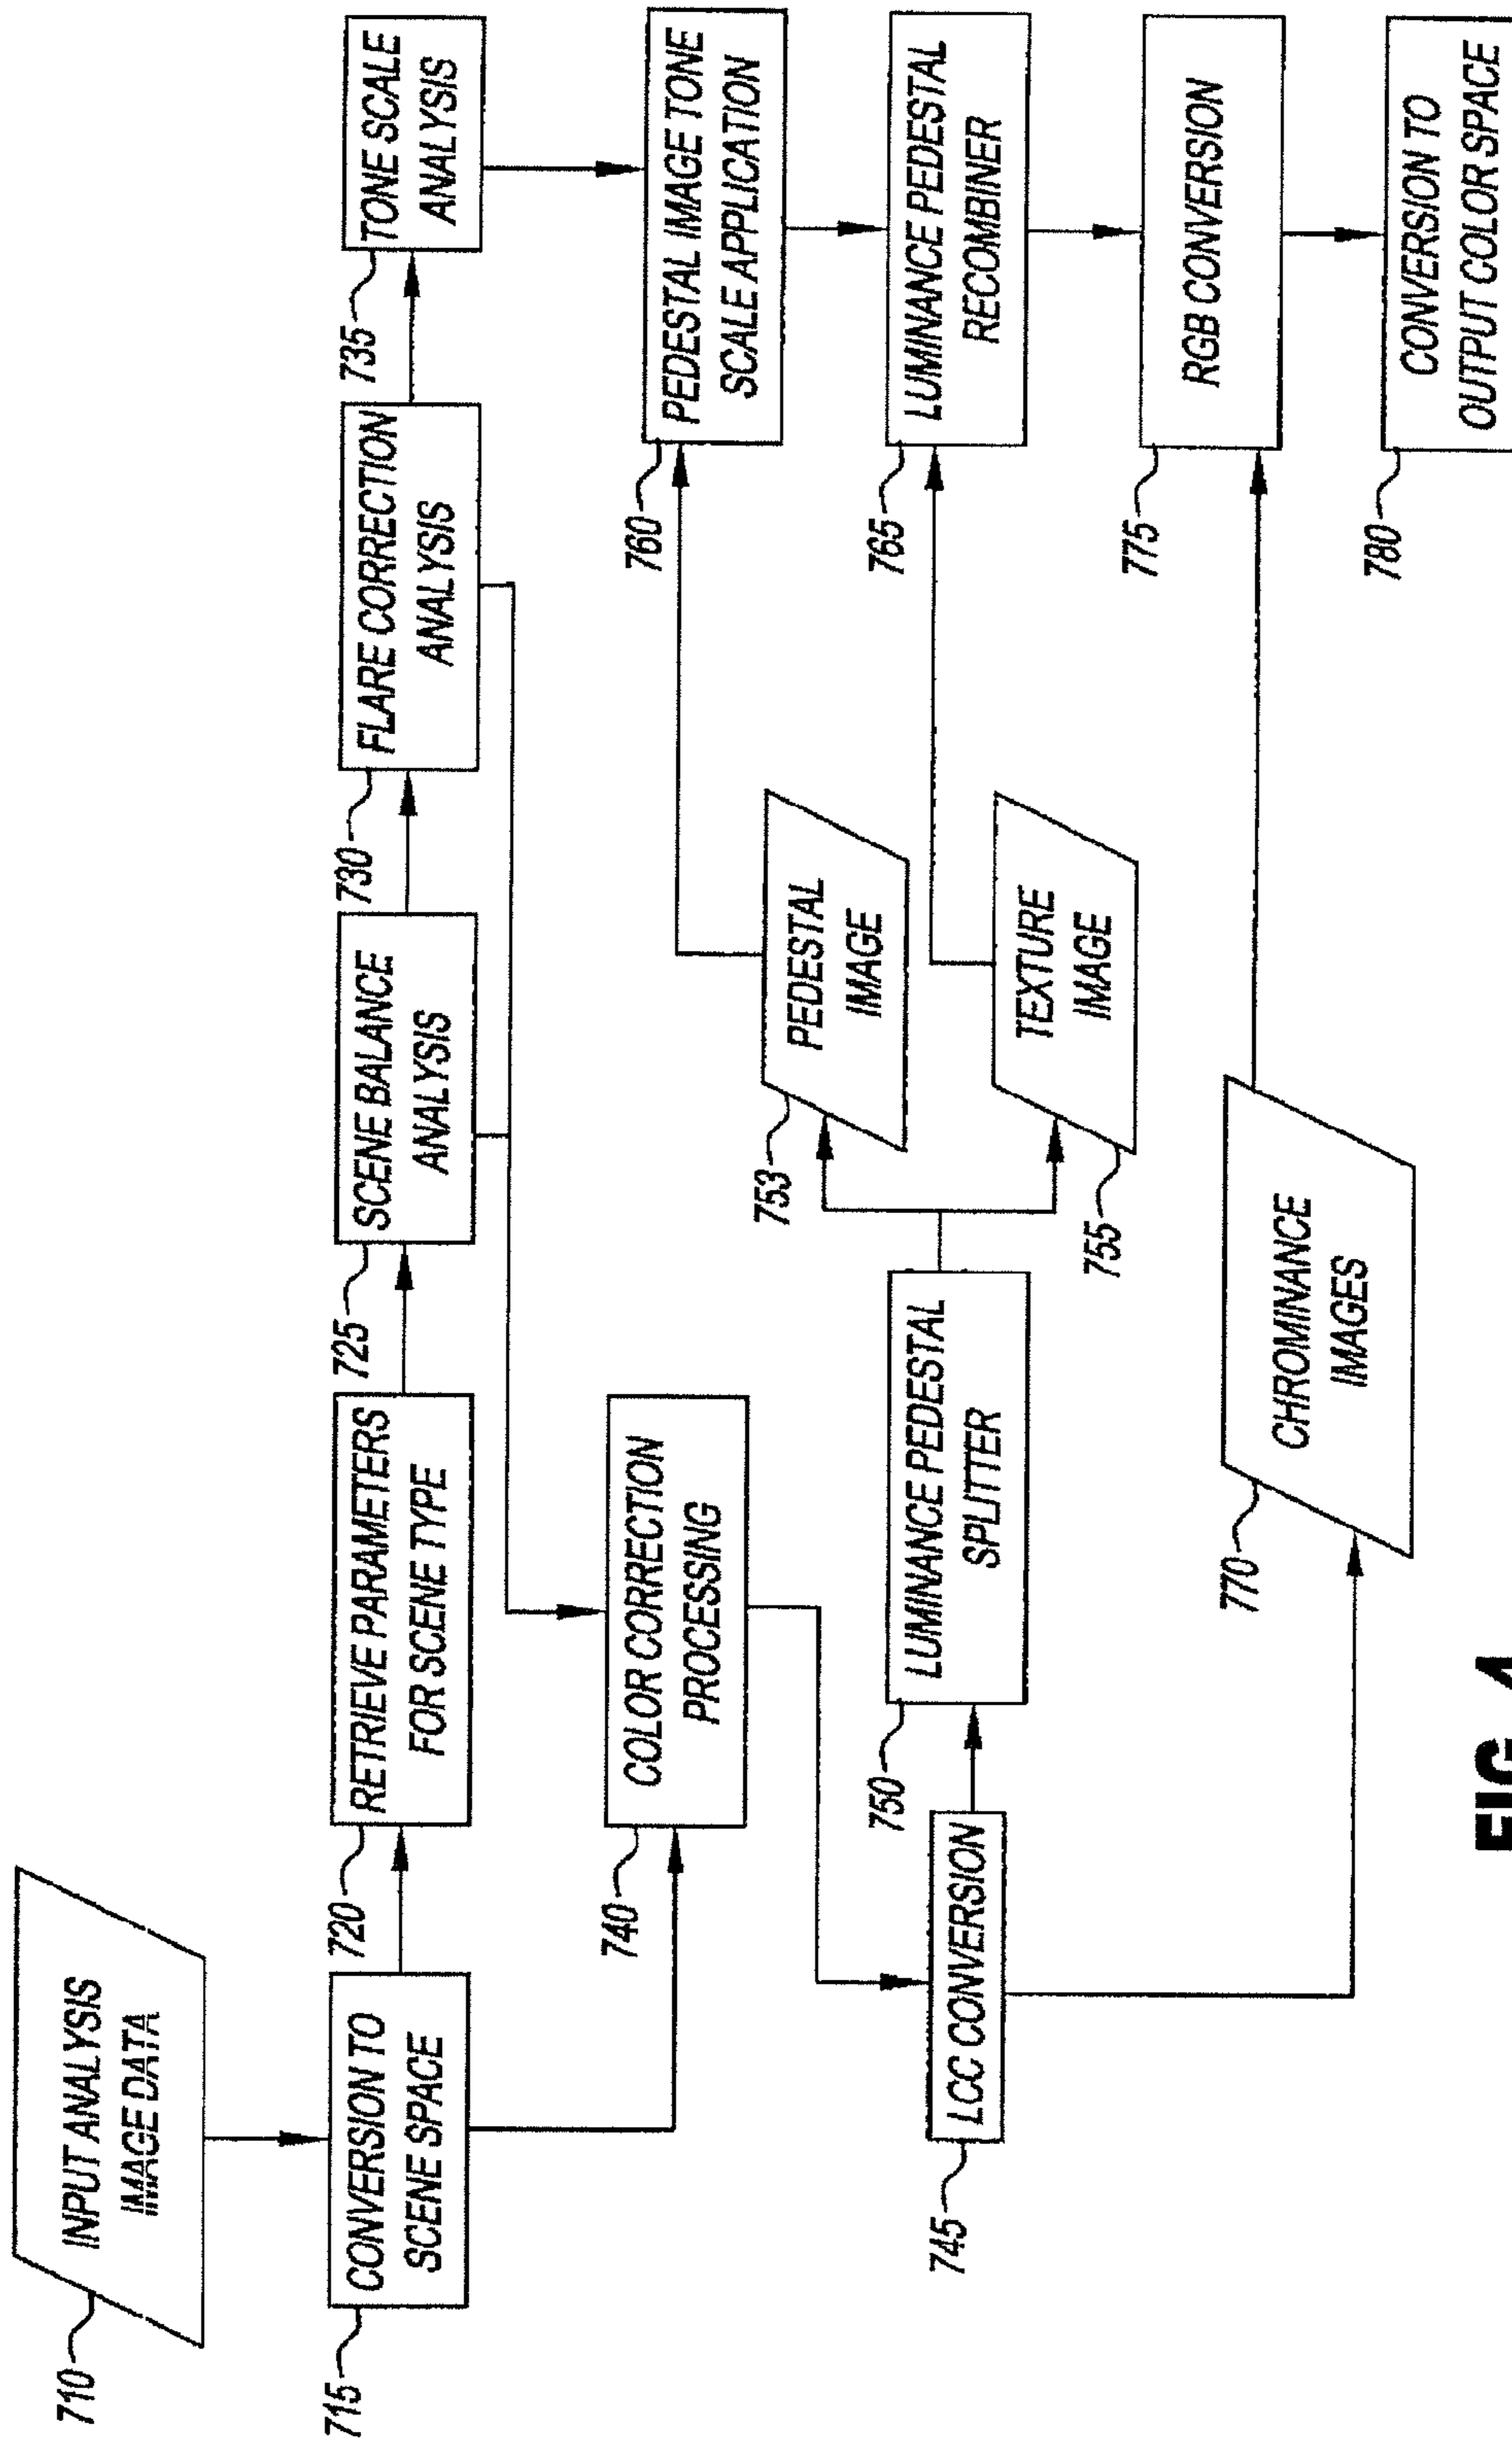 710
INPUT ANALYSIS
IMAGE DATA
715
CONVERSION TO
SCENE SPACE
720
RETRIEVE PARAMETERS
FOR SCENE TYPE
725
SCENE BALANCE
ANALYSIS
730
FLARE CORRECTION
ANALYSIS
735
TONE SCALE
ANALYSIS
740
COLOR CORRECTION
PROCESSING
745
LCC CONVERSION
750
LUMINANCE PEDESTAL
SPLITTER
753
PEDESTAL
IMAGE
755
TEXTURE
IMAGE
760
PEDESTAL IMAGE TONE
SCALE APPLICATION
765
LUMINANCE PEDESTAL
RECOMBINER
770
CHROMINANCE
IMAGES
775
RGB CONVERSION
780
CONVERSION TO
OUTPUT COLOR SPACE
FIG. 4